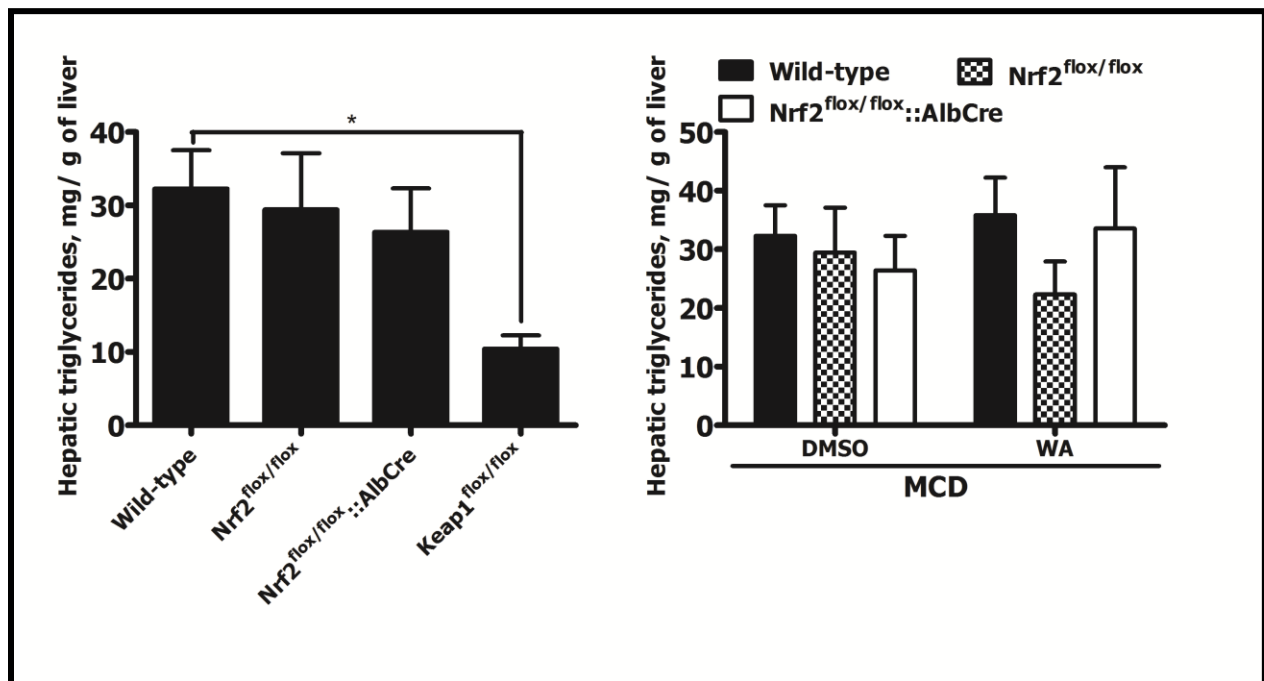 Hepatic triglycerides, mg/ g of liver
40
30
20
10
0
*
Wild-type
Nrf2flox/flox
Nrf2flox/flox::AlbCre
Keap1flox/flox
Wild-type
Nrf2flox/flox
Nrf2flox/flox::AlbCre
Hepatic triglycerides, mg/ g of liver
50
40
30
20
10
0
DMSO
WA
MCD